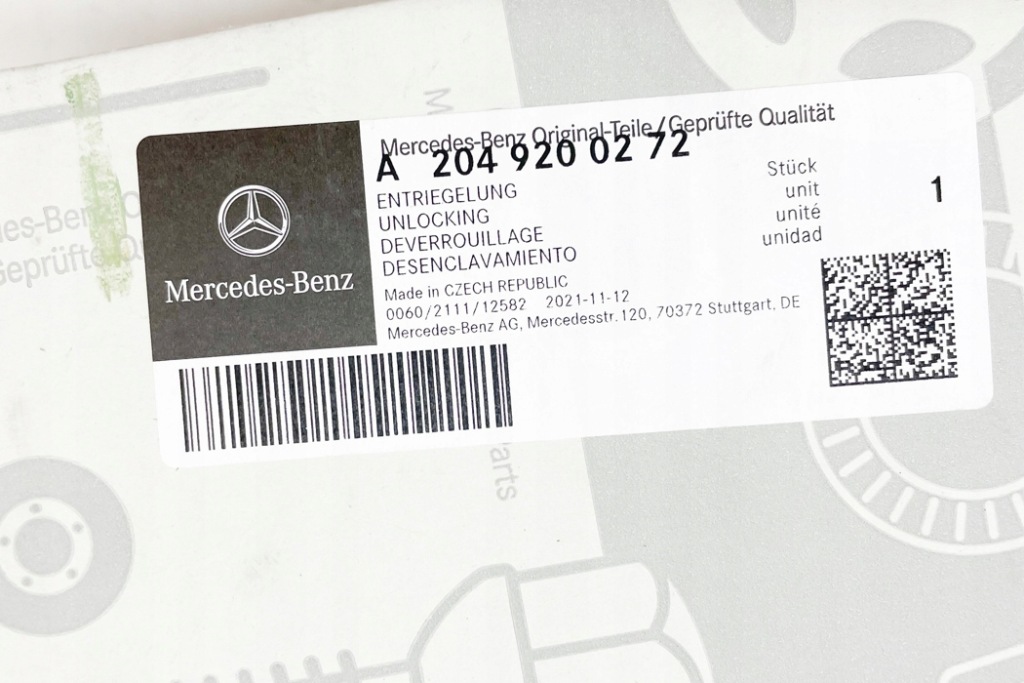 Mercedes-Benz Original-Teile/Geprüfte Qualität
A 204 920 02 72
ENTRIEGELUNG
UNLOCKING
DEVERROUILLAGE
DESENCLAVAMIENTO
Stück
unit
unité
unidad
1
Made in CZECH REPUBLIC
0060/2111/12582 2021-11-12
Mercedes-Benz AG, Mercedesstr. 120, 70372 Stuttgart. DE
Mercedes-Benz